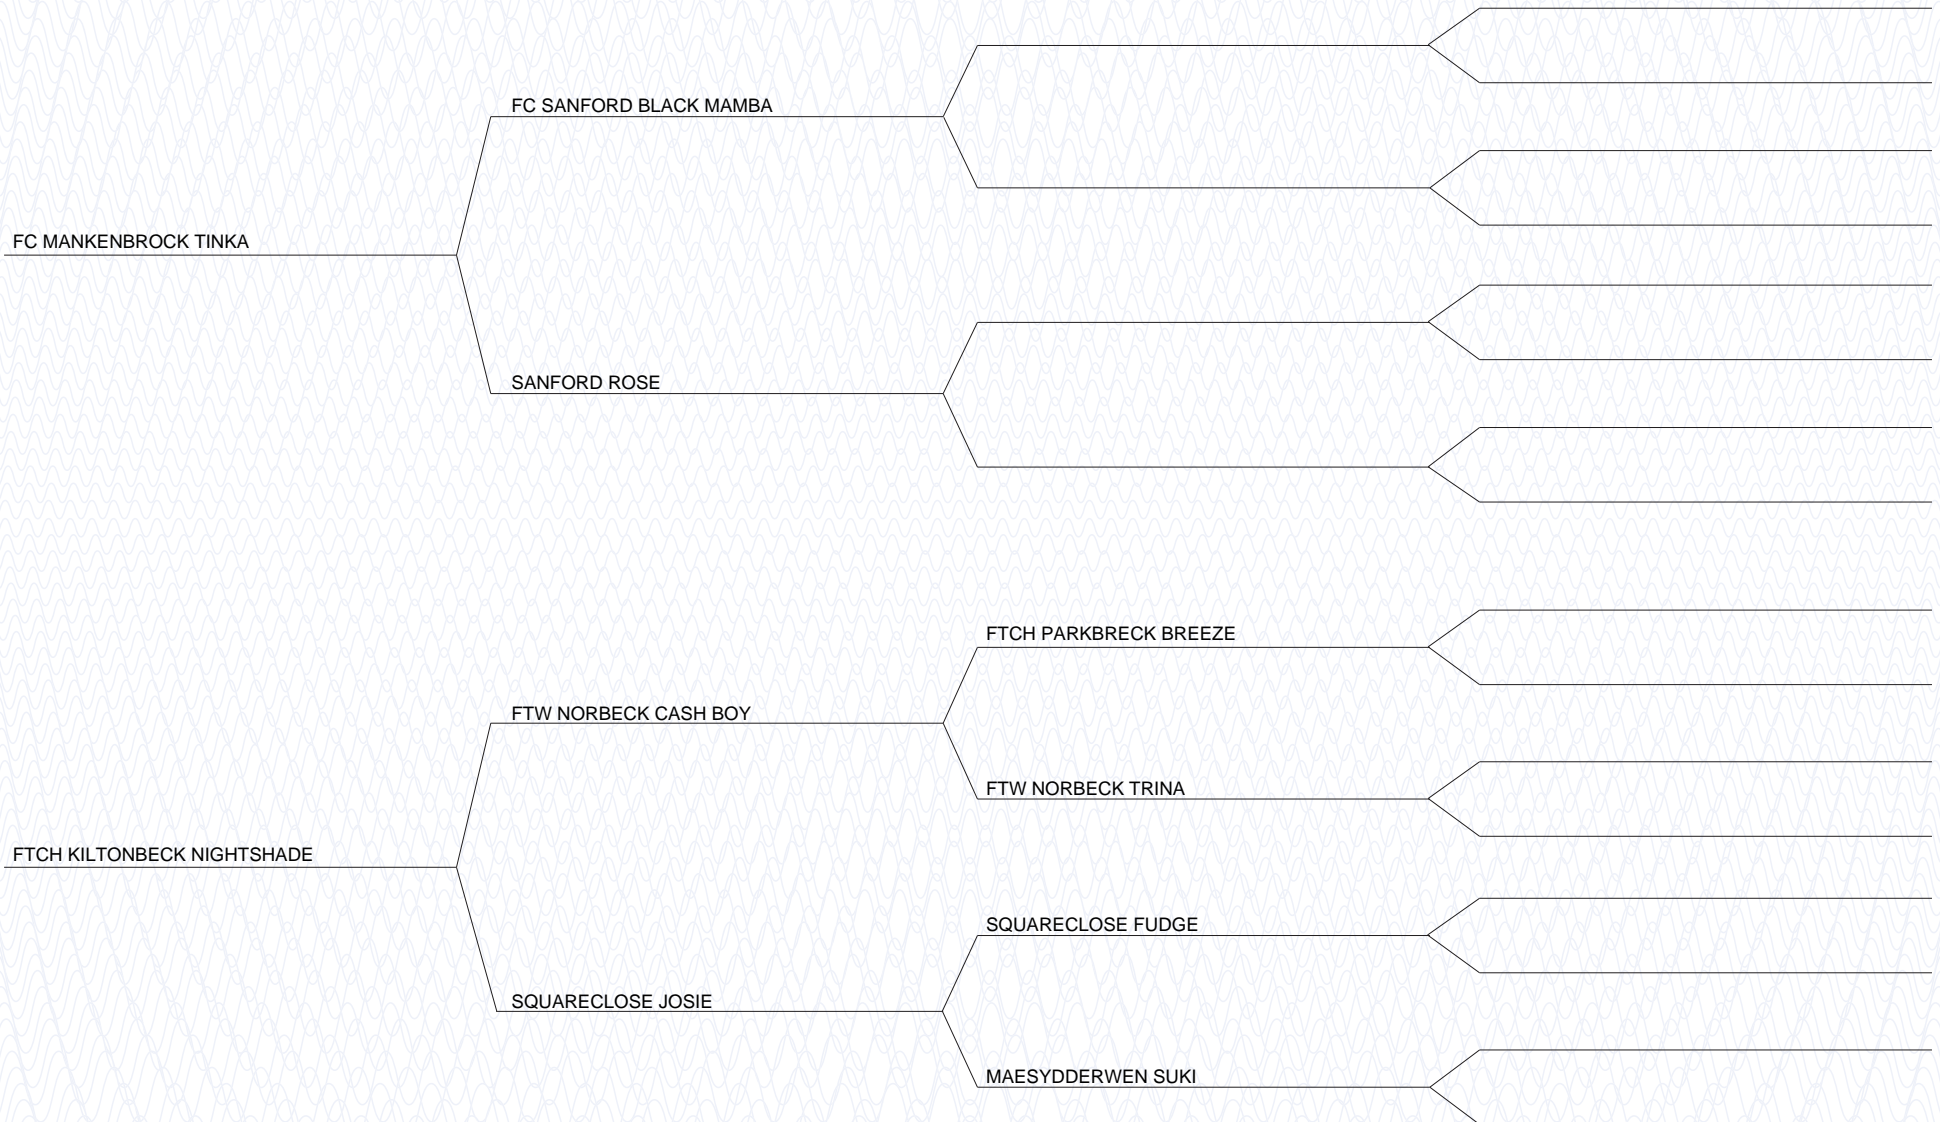 FC SANFORD BLACK MAMBA
FC MANKENBROCK TINKA
SANFORD ROSE
FTCH PARKBRECK BREEZE
FTW NORBECK CASH BOY
FTW NORBECK TRINA
FTCH KILTONBECK NIGHTSHADE
SQUARECLOSE FUDGE
SQUARECLOSE JOSIE
MAESYDDERWEN SUKI